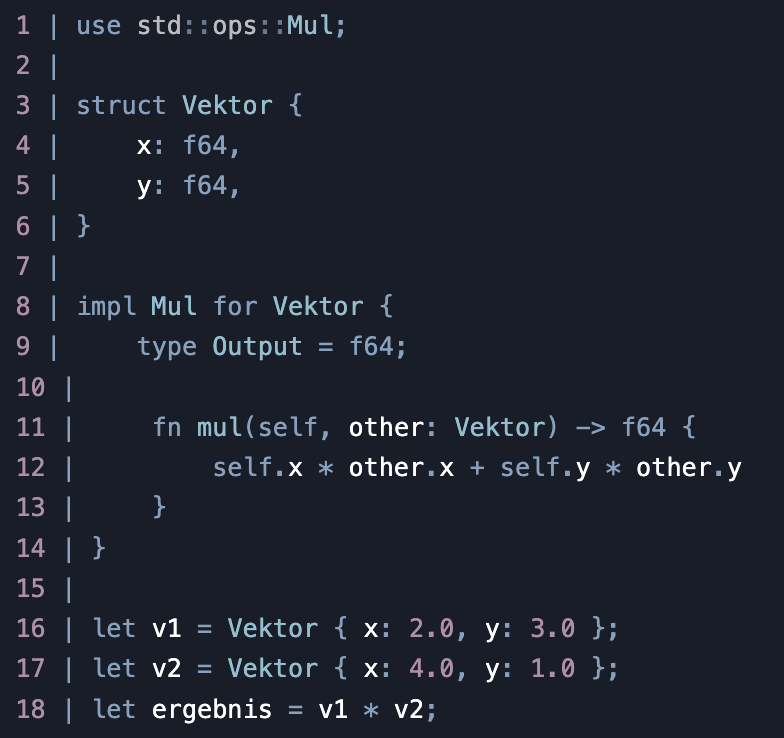 1 | use std::ops::Mul;
2 |
3 | struct Vektor {
4 |     x: f64,
5 |     y: f64,
6 | }
7 |
8 | impl Mul for Vektor {
9 |     type Output = f64;
10 |
11 |     fn mul(self, other: Vektor) -> f64 {
12 |         self.x * other.x + self.y * other.y
13 |     }
14 | }
15 |
16 | let v1 = Vektor { x: 2.0, y: 3.0 };
17 | let v2 = Vektor { x: 4.0, y: 1.0 };
18 | let ergebnis = v1 * v2;